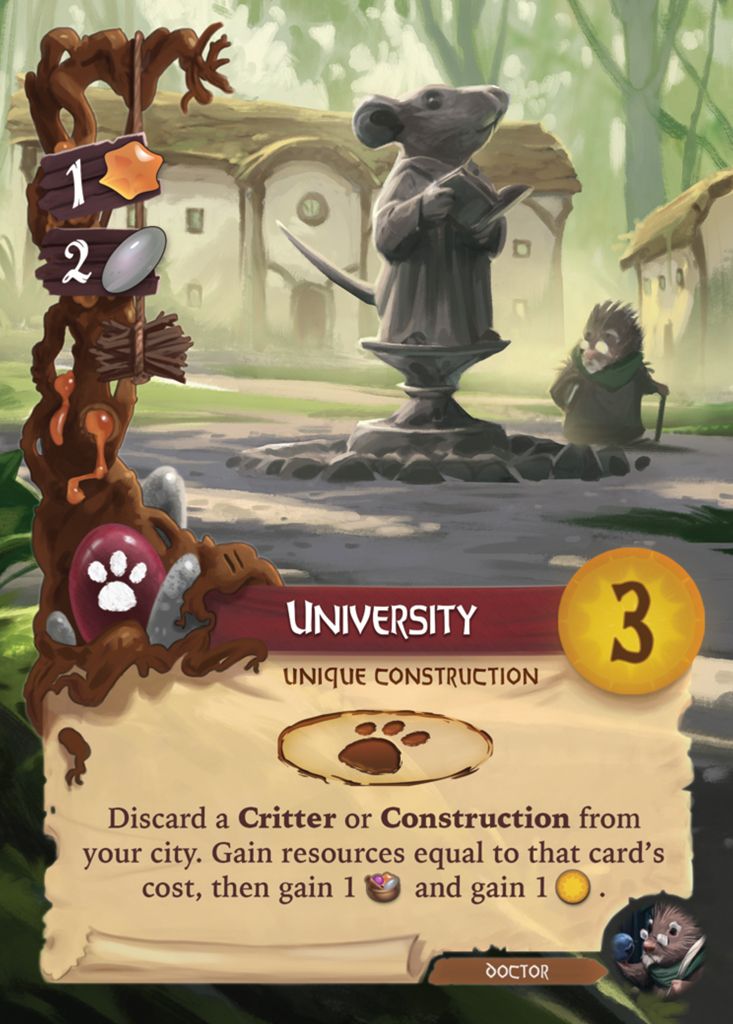 1
2
UNIVERSITY
3
UNIQUE CONSTRUCTION
Discard a Critter or Construction from
your city. Gain resources equal to that card's
cost, then gain 1 and gain 1 .
DOCTOR